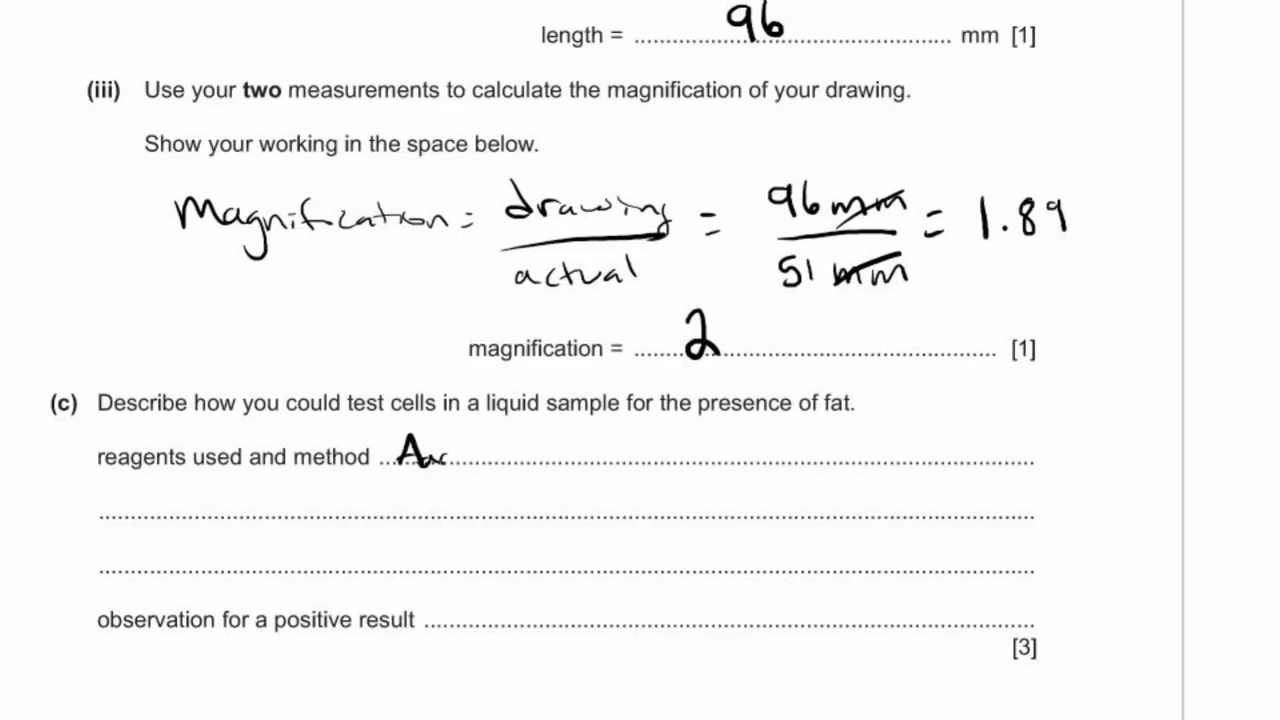 length = ........ 96 ........ mm [1]
(iii) Use your two measurements to calculate the magnification of your drawing.
Show your working in the space below.
Magnification = drawing / actual = 96 mm / 51 mm = 1.89
magnification = ........ 2 ........ [1]
(c) Describe how you could test cells in a liquid sample for the presence of fat.
reagents used and method ........
observation for a positive result ........
[3]